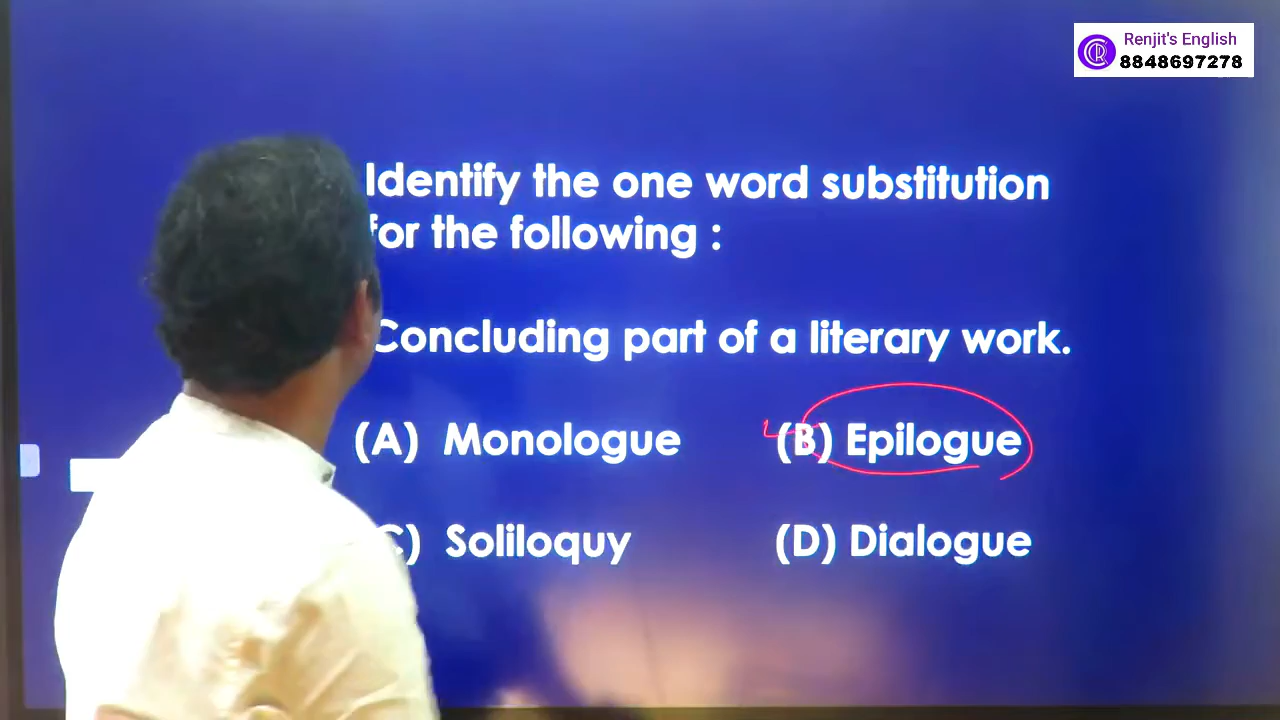 Renjit's English
8848697278
Identify the one word substitution
for the following :
Concluding part of a literary work.
(A) Monologue (B) Epilogue
C) Soliloquy (D) Dialogue